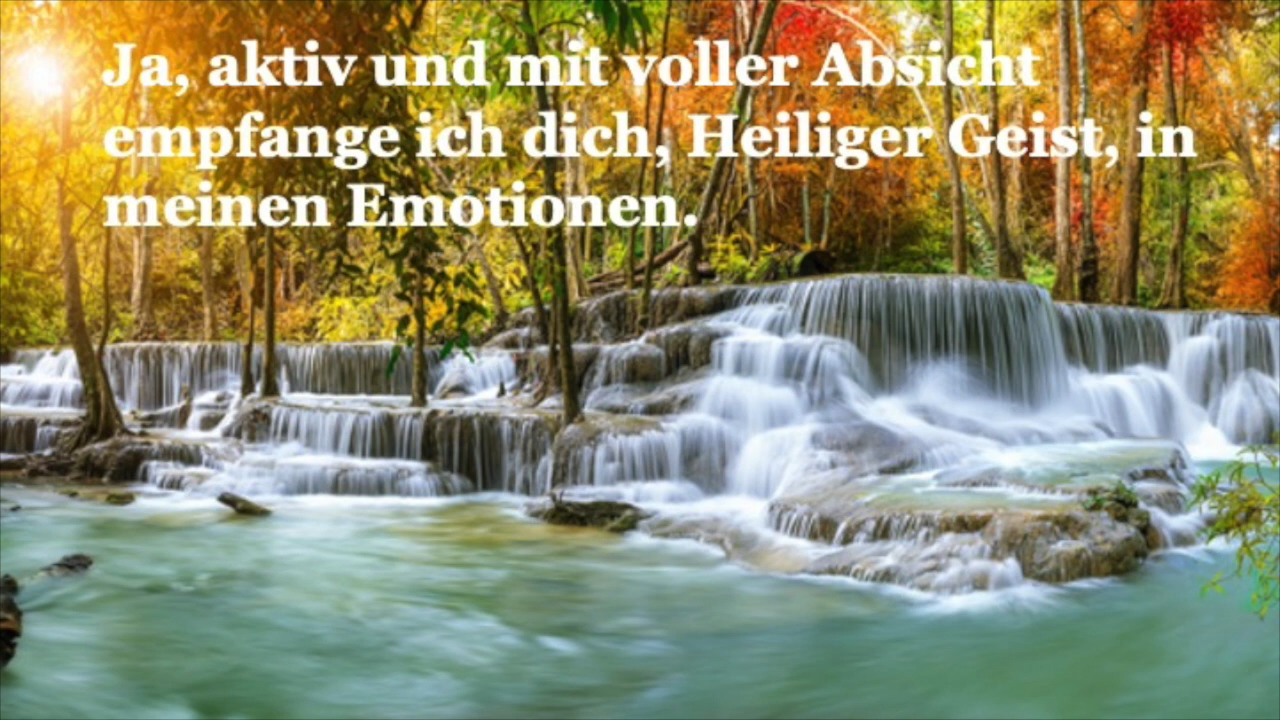 Ja, aktiv und mit voller Absicht
empfange ich dich, Heiliger Geist, in
meinen Emotionen.